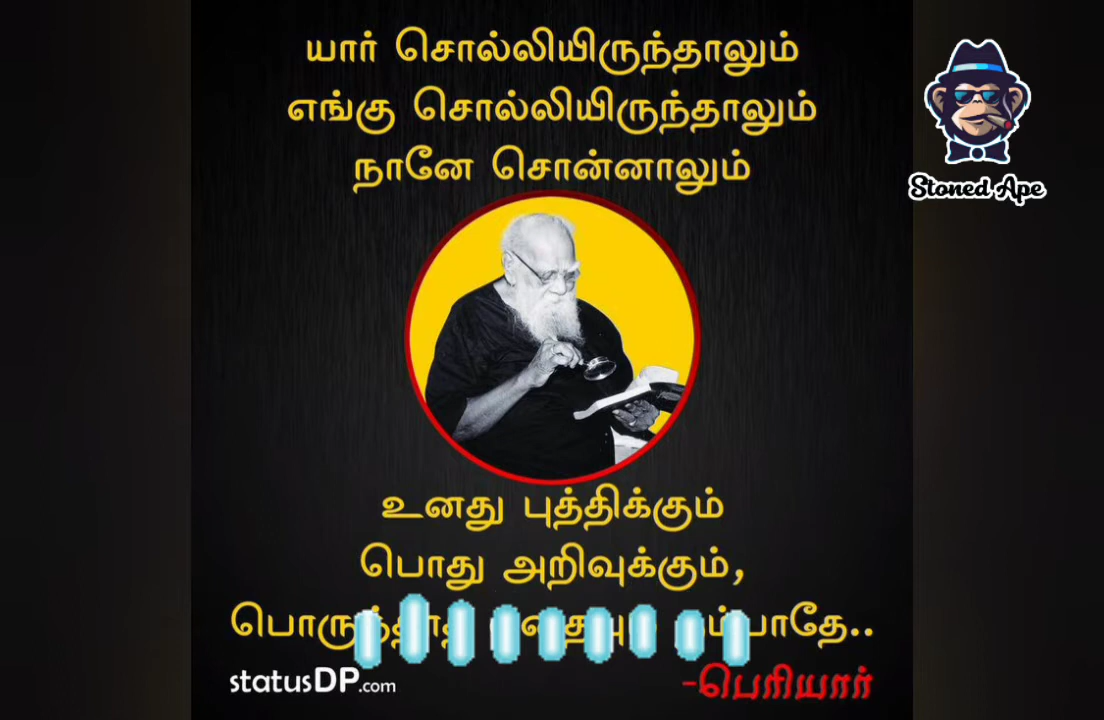 யார் சொல்லியிருந்தாலும்
எங்கு சொல்லியிருந்தாலும்
நானே சொன்னாலும்
Stoned Ape
உனது புத்திக்கும்
பொது அறிவுக்கும்,
statusDP.com
-பெரியார்